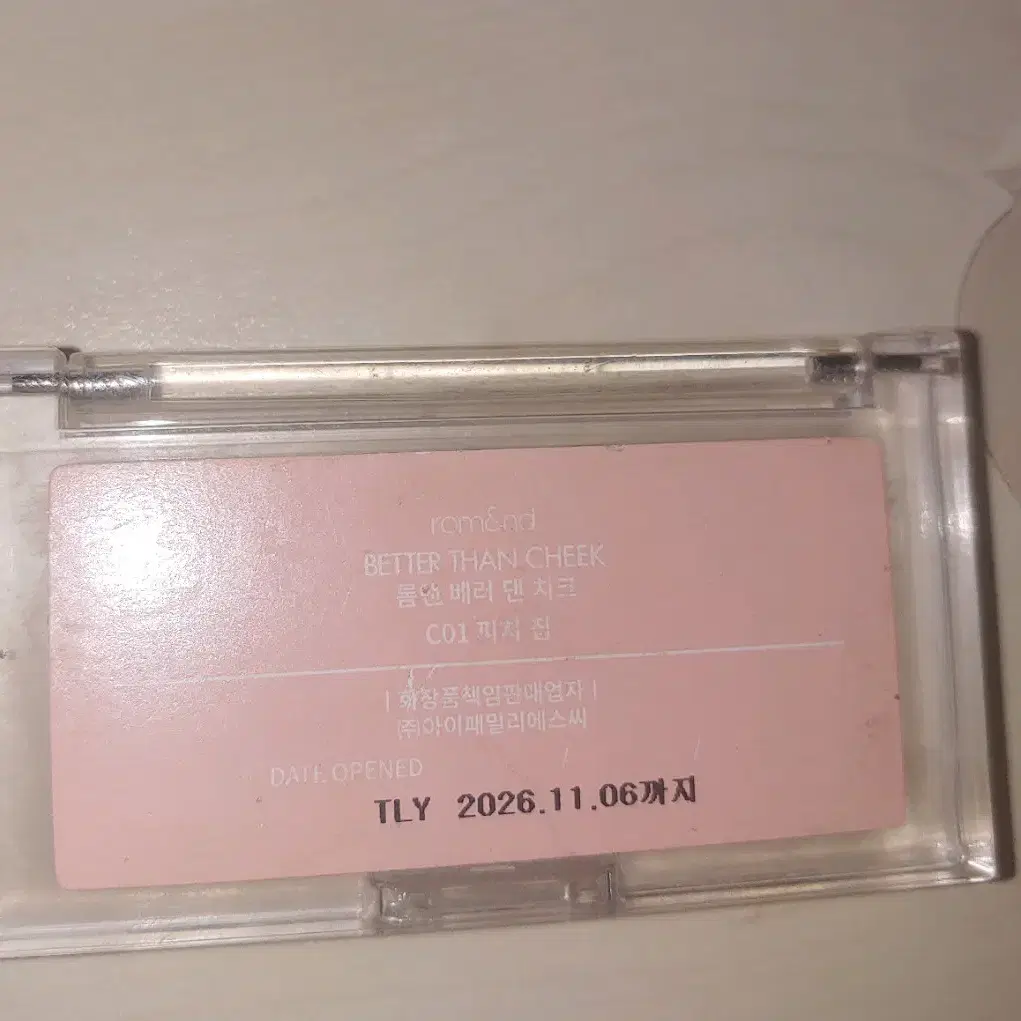 rom&nd
BETTER THAN CHEEK
롬앤 배러 댄 치크
C01 피치 칩
| 화장품책임판매업자 |
(주)아이패밀리에스씨
DATE OPENED / /
TLY 2026.11.06까지